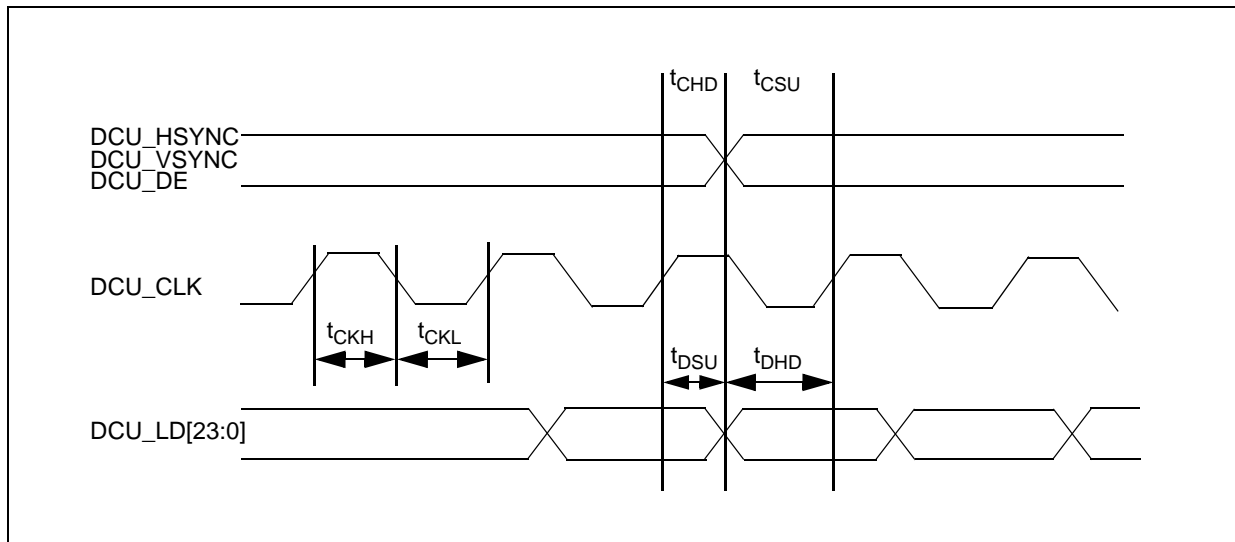 tCHD tCSU
DCU_HSYNC
DCU_VSYNC
DCU_DE
DCU_CLK
tCKH tCKL
tDSU tDHD
DCU_LD[23:0]